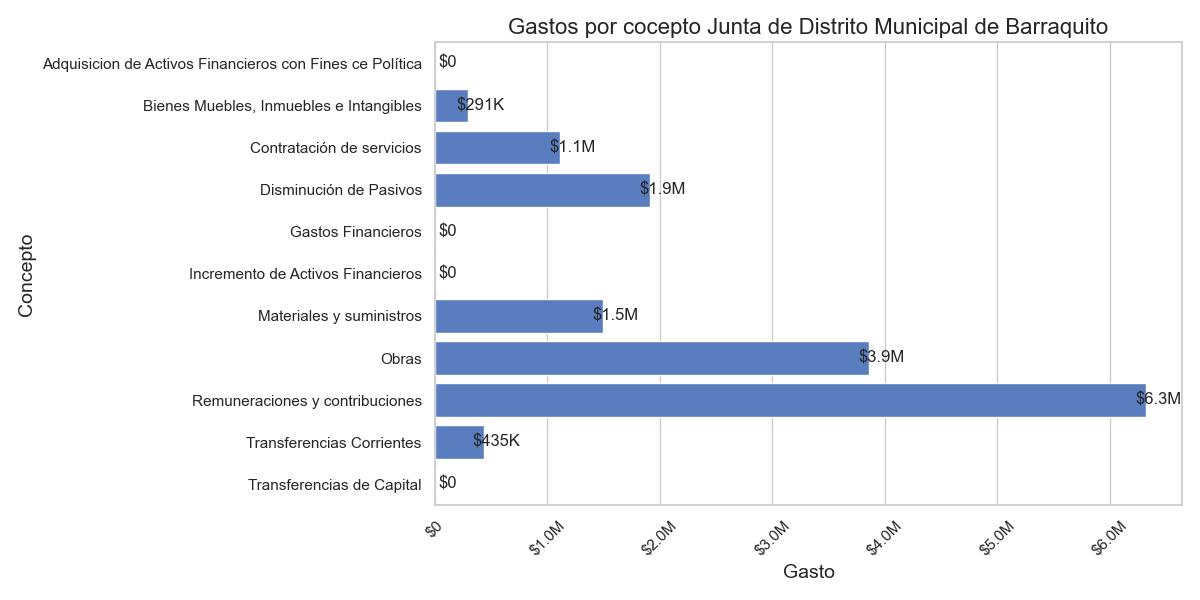 Gastos por cocepto Junta de Distrito Municipal de Barraquito
Concepto
Adquisicion de Activos Financieros con Fines ce Política $0
Bienes Muebles, Inmuebles e Intangibles $291K
Contratación de servicios $1.1M
Disminución de Pasivos $1.9M
Gastos Financieros $0
Incremento de Activos Financieros $0
Materiales y suministros $1.5M
Obras $3.9M
Remuneraciones y contribuciones $6.3M
Transferencias Corrientes $435K
Transferencias de Capital $0
$0 $1.0M $2.0M $3.0M $4.0M $5.0M $6.0M
Gasto